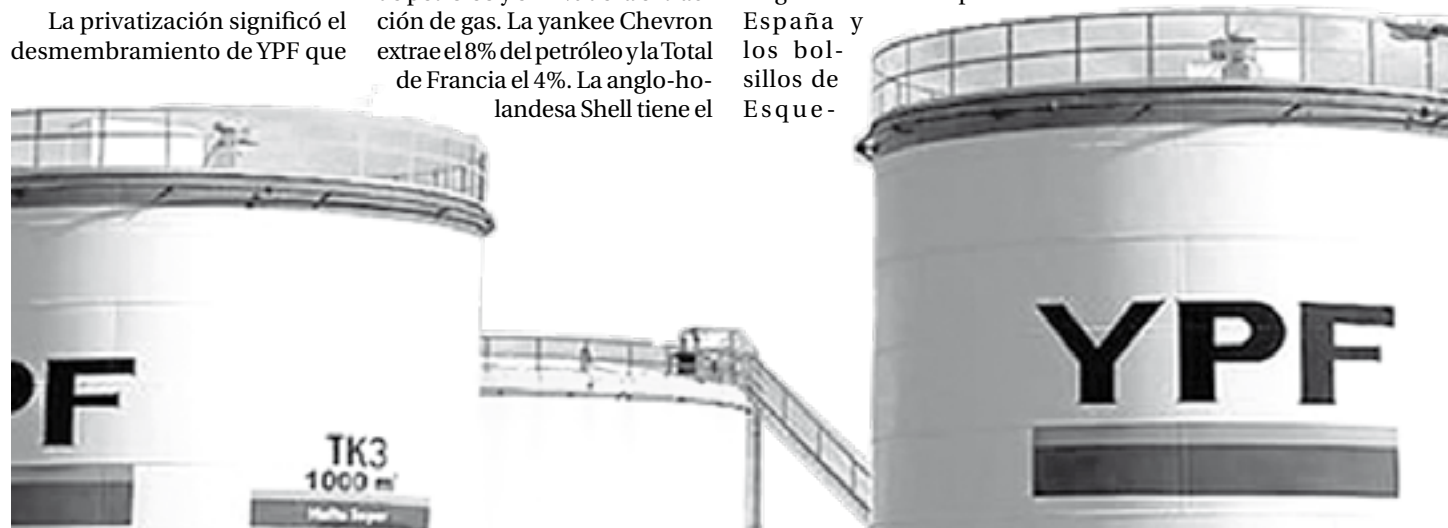 La privatización significó el
desmembramiento de YPF que
ción de gas. La yankee Chevron
extrae el 8% del petróleo y la Total
de Francia el 4%. La anglo-ho-
landesa Shell tiene el
España y
los bol-
sillos de
Esque-
PF
TK3
1000 m³
YPF